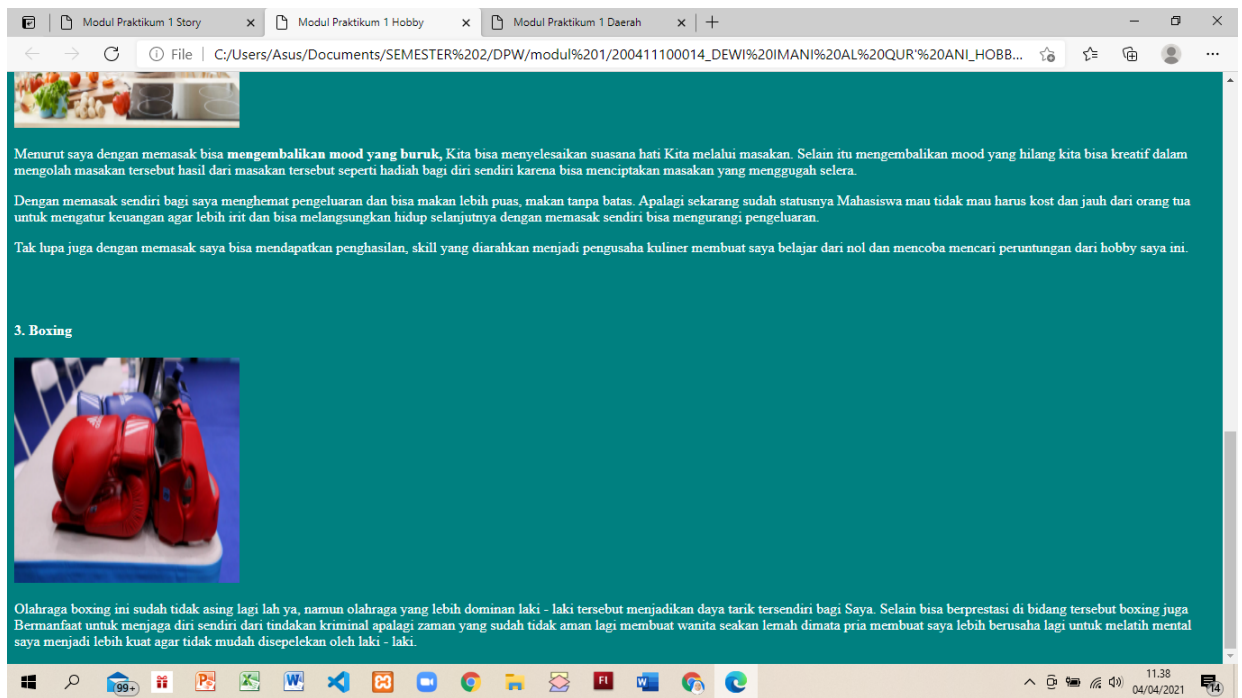 Modul Praktikum 1 Story
Modul Praktikum 1 Hobby
Modul Praktikum 1 Daerah
File
C:/Users/Asus/Documents/SEMESTER%202/DPW/modul%201/200411100014_DEWI%20IMANI%20AL%20QUR'%20ANI_HOBB...
Menurut saya dengan memasak bisa mengembalikan mood yang buruk, Kita bisa menyelesaikan suasana hati Kita melalui masakan. Selain itu mengembalikan mood yang hilang kita bisa kreatif dalam
mengolah masakan tersebut hasil dari masakan tersebut seperti hadiah bagi diri sendiri karena bisa menciptakan masakan yang menggugah selera.
Dengan memasak sendiri bagi saya menghemat pengeluaran dan bisa makan lebih puas, makan tanpa batas. Apalagi sekarang sudah statusnya Mahasiswa mau tidak mau harus kost dan jauh dari orang tua
untuk mengatur keuangan agar lebih irit dan bisa melangsungkan hidup selanjutnya dengan memasak sendiri bisa mengurangi pengeluaran.
Tak lupa juga dengan memasak saya bisa mendapatkan penghasilan, skill yang diarahkan menjadi pengusaha kuliner membuat saya belajar dari nol dan mencoba mencari peruntungan dari hobby saya ini.
3. Boxing
Olahraga boxing ini sudah tidak asing lagi lah ya, namun olahraga yang lebih dominan laki - laki tersebut menjadikan daya tarik tersendiri bagi Saya. Selain bisa berprestasi di bidang tersebut boxing juga
Bermanfaat untuk menjaga diri sendiri dari tindakan kriminal apalagi zaman yang sudah tidak aman lagi membuat wanita seakan lemah dimata pria membuat saya lebih berusaha lagi untuk melatih mental
saya menjadi lebih kuat agar tidak mudah disepelekan oleh laki - laki.
99+
11.38
04/04/2021
14